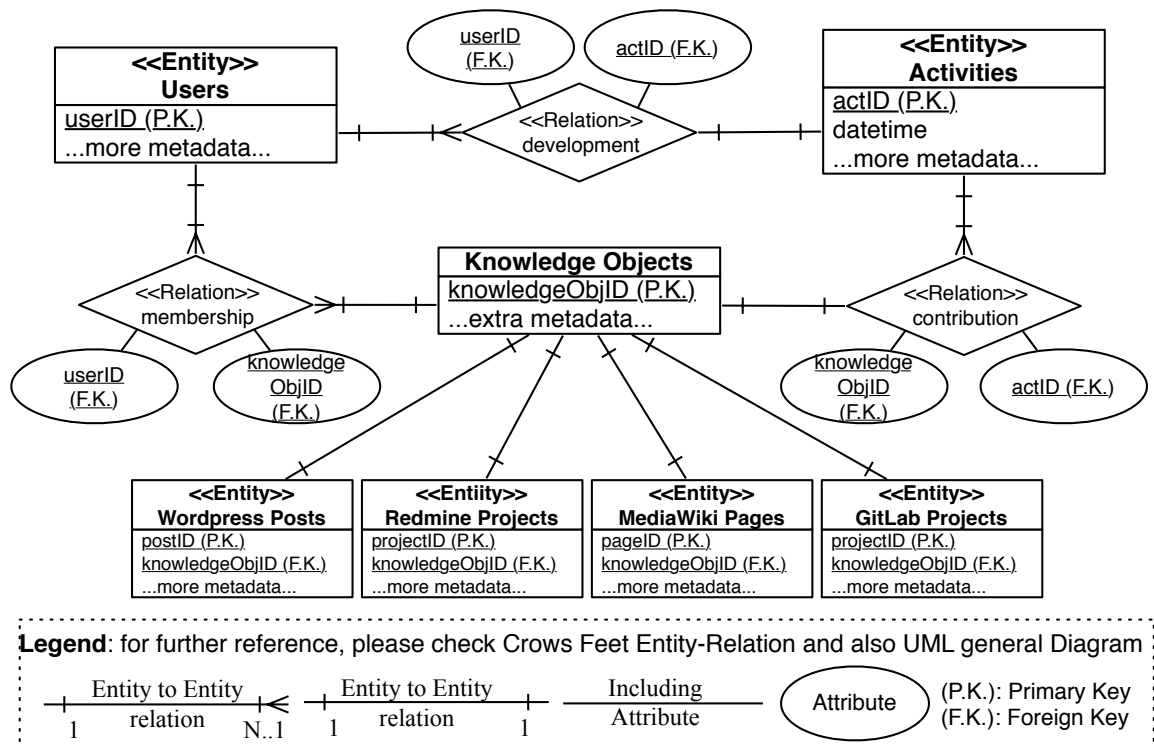 <<Entity>>
Users
userID (P.K.)
...more metadata...
userID
(F.K.)
actID (F.K.)
<<Relation>>
development
<<Entity>>
Activities
actID (P.K.)
datetime
...more metadata...
<<Relation>>
membership
userID
(F.K.)
knowledge
ObjID
(F.K.)
Knowledge Objects
knowledgeObjID (P.K.)
...extra metadata...
<<Relation>>
contribution
knowledge
ObjID
(F.K.)
actID (F.K.)
<<Entity>>
Wordpress Posts
postID (P.K.)
knowledgeObjID (F.K.)
...more metadata...
<<Entiity>>
Redmine Projects
projectID (P.K.)
knowledgeObjID (F.K.)
...more metadata...
<<Entity>>
MediaWiki Pages
pageID (P.K.)
knowledgeObjID (F.K.)
...more metadata...
<<Entity>>
GitLab Projects
projectID (P.K.)
knowledgeObjID (F.K.)
...more metadata...
Legend: for further reference, please check Crows Feet Entity-Relation and also UML general Diagram
Entity to Entity
relation
1
N..1
Entity to Entity
relation
1
1
Including
Attribute
Attribute
(P.K.): Primary Key
(F.K.): Foreign Key